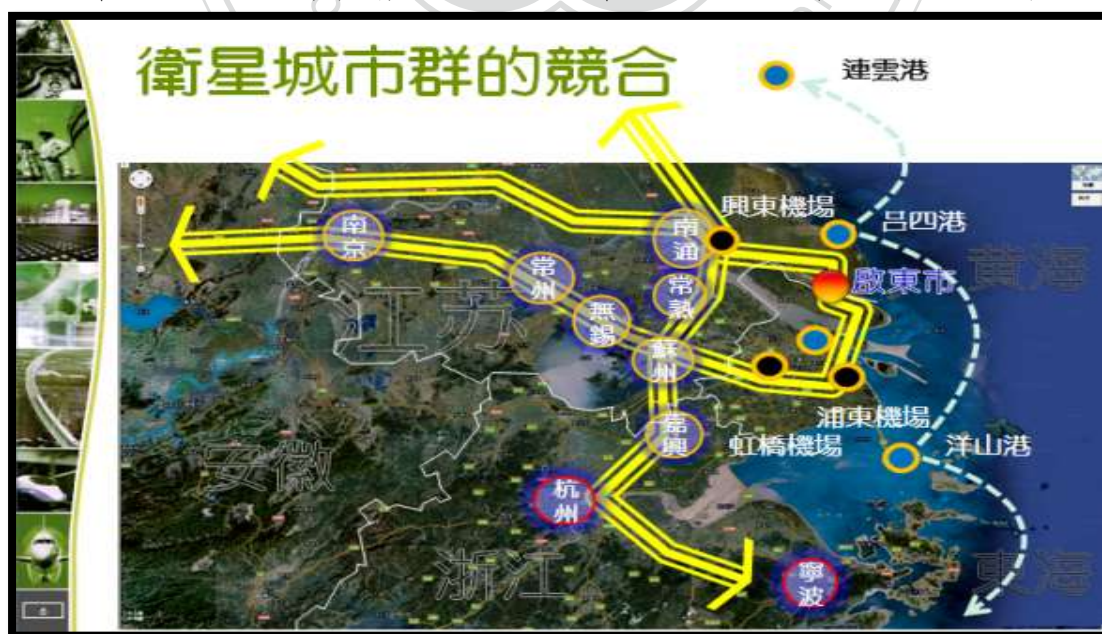 衛星城市群的競合
連雲港
興東機場
呂四港
南通
南京
黃海
啟東市
常州
常熟
江苏
無錫
蘇州
浦東機場
嘉興
虹橋機場
洋山港
安徽
杭州
浙江
寧波
東海